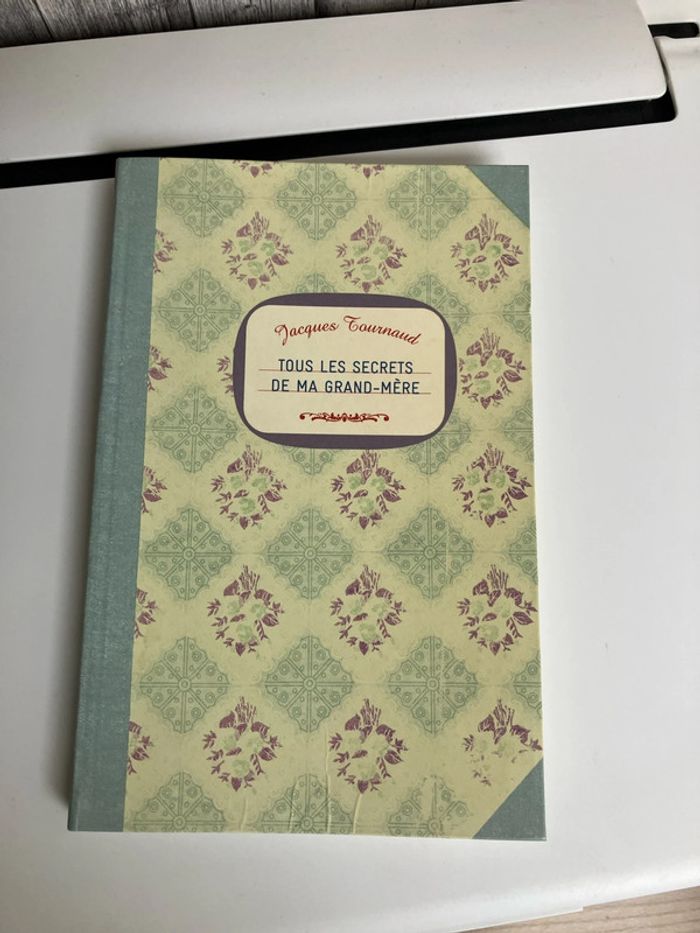 Jacques Tournaud
TOUS LES SECRETS
DE MA GRAND-MÈRE